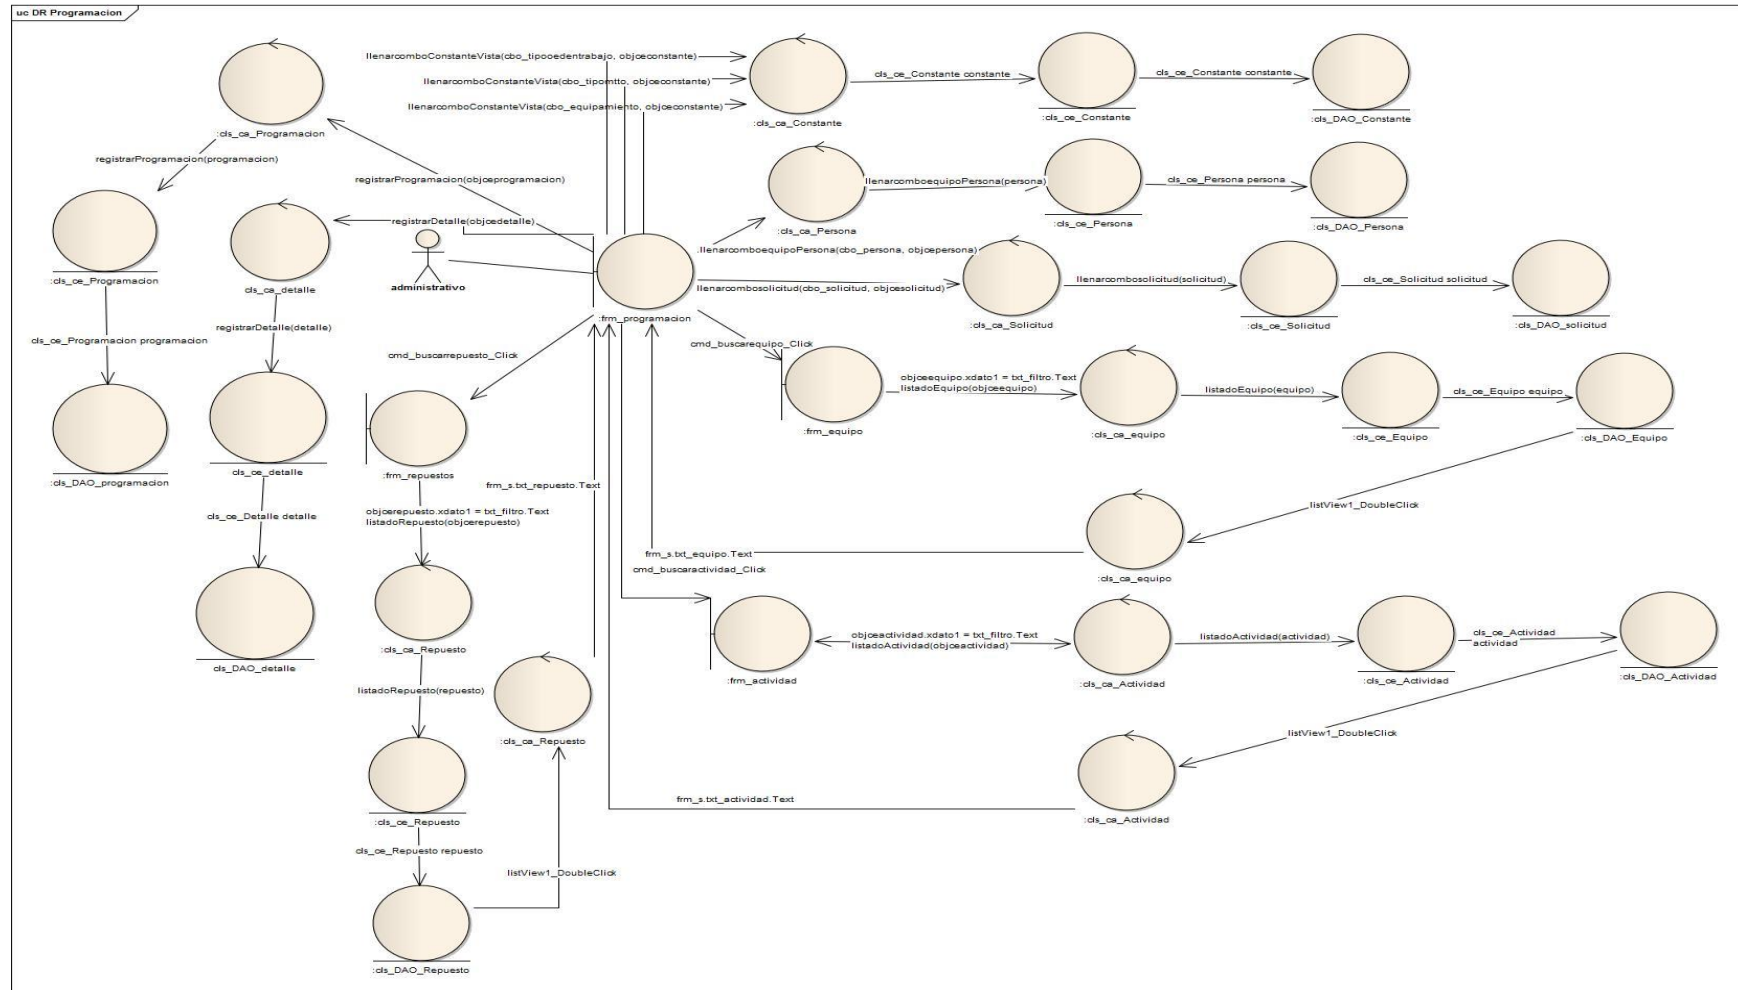 uc DR Programacion
llenarcomboConstanteVista(cbo_tipooedentrabajo, objceconstante)
llenarcomboConstanteVista(cbo_tipomtto, objceconstante)
llenarcomboConstanteVista(cbo_equipamiento, objceconstante)
:cls_ca_Constante
cls_ce_Constante constante
:cls_ce_Constante
cls_ce_Constante constante
:cls_DAO_Constante
:cls_ca_Programacion
registrarProgramacion(programacion)
registrarProgramacion(objceprogramacion)
llenarcomboequipoPersona(persona)
cls_ce_Persona persona
:cls_ca_Persona
:cls_ce_Persona
:cls_DAO_Persona
registrarDetalle(objcedetalle)
.llenarcomboequipoPersona(cbo_persona, objcepersona)
:cls_ce_Programacion
cls_ca_detalle
administrativo
llenarcombosolicitud(cbo_solicitud, objcesolicitud)
llenarcombosolicitud(solicitud)
cls_ce_Solicitud solicitud
:frm_programacion
:cls_ca_Solicitud
:cls_ce_Solicitud
:cls_DAO_solicitud
registrarDetalle(detalle)
cls_ce_Programacion programacion
cmd_buscarrepuesto_Click
cmd_buscarequipo_Click
objceequipo.xdato1 = txt_filtro.Text
listadoEquipo(objceequipo)
listadoEquipo(equipo)
cls_ce_Equipo equipo
:frm_equipo
:cls_ca_equipo
:cls_ce_Equipo
:cls_DAO_Equipo
:cls_DAO_programacion
cls_ce_detalle
:frm_repuestos
frm_s.txt_repuesto.Text
objcerepuesto.xdato1 = txt_filtro.Text
listadoRepuesto(objcerepuesto)
cls_ce_Detalle detalle
listView1_DoubleClick
frm_s.txt_equipo.Text
cmd_buscaractividad_Click
:cls_ca_equipo
objceactividad.xdato1 = txt_filtro.Text
listadoActividad(objceactividad)
listadoActividad(actividad)
cls_ce_Actividad
actividad
cls_DAO_detalle
:cls_ca_Repuesto
:frm_actividad
:cls_ca_Actividad
:cls_ce_Actividad
:cls_DAO_Actividad
listadoRepuesto(repuesto)
:cls_ca_Repuesto
listView1_DoubleClick
frm_s.txt_actividad.Text
:cls_ce_Repuesto
:cls_ca_Actividad
cls_ce_Repuesto repuesto
listView1_DoubleClick
:cls_DAO_Repuesto